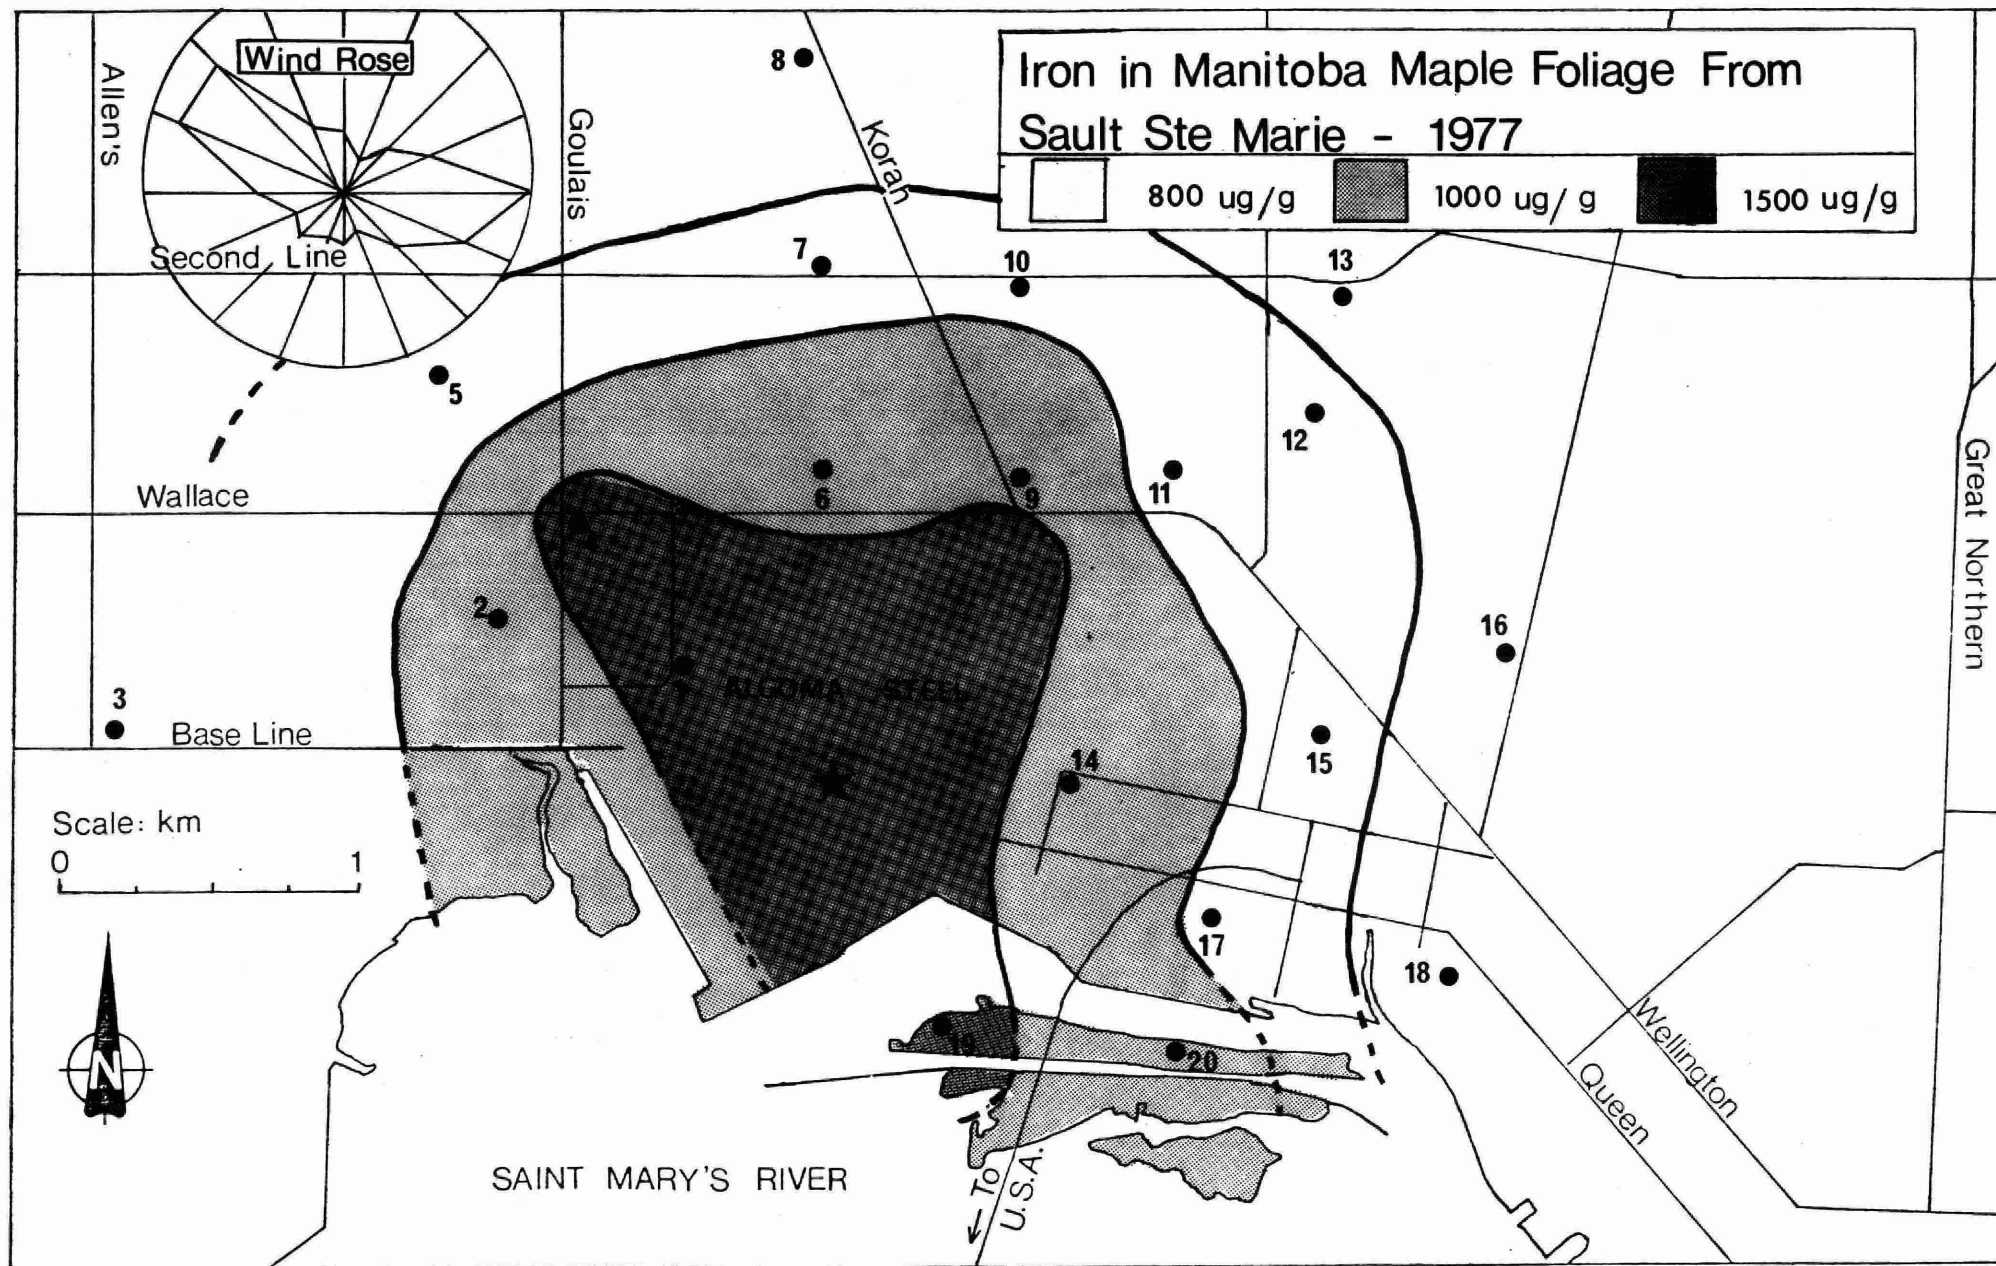 Wind Rose
Iron in Manitoba Maple Foliage From
Sault Ste Marie - 1977
800 ug/g
1000 ug/g
1500 ug/g
Allen's
Goulais
Korah
8
Second Line
7
10
13
5
12
Wallace
6
9
11
Great Northern
2
16
3
ALGOMA STEEL
Base Line
14
15
Scale: km
0
1
17
18
N
19
20
Wellington
Queen
SAINT MARY'S RIVER
← To
U.S.A.